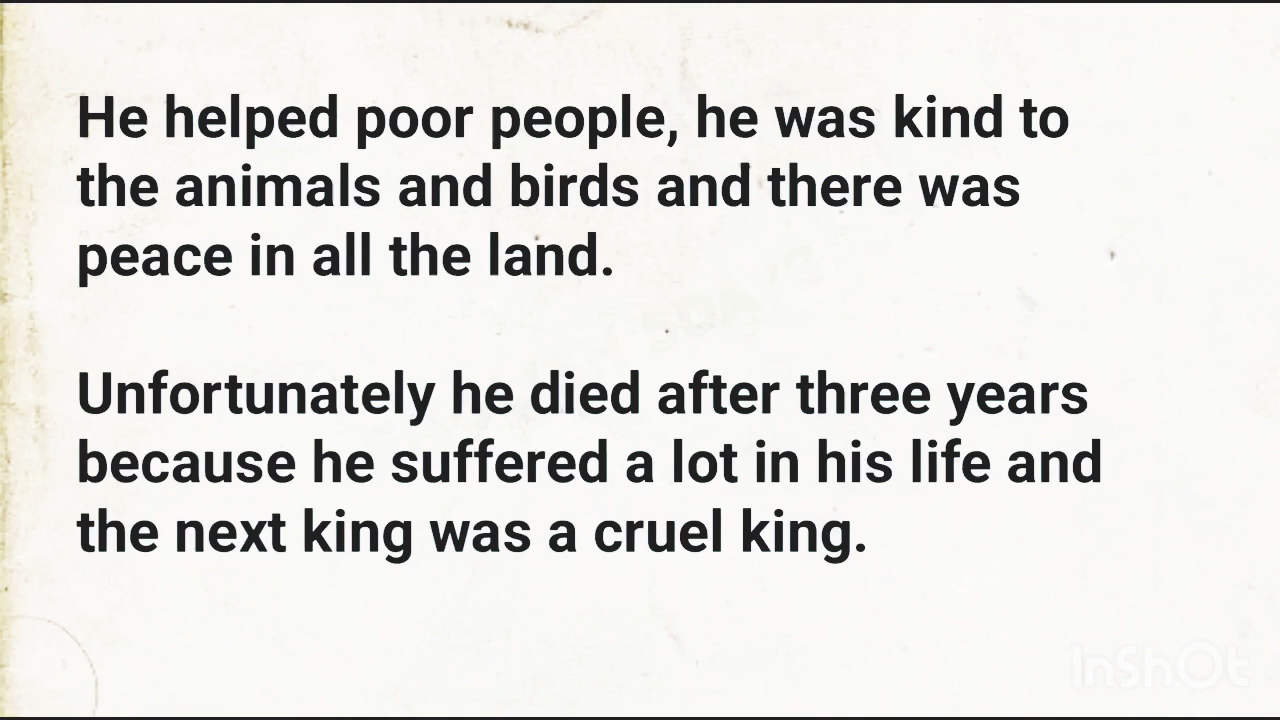 He helped poor people, he was kind to
the animals and birds and there was
peace in all the land.
Unfortunately he died after three years
because he suffered a lot in his life and
the next king was a cruel king.
InShOt